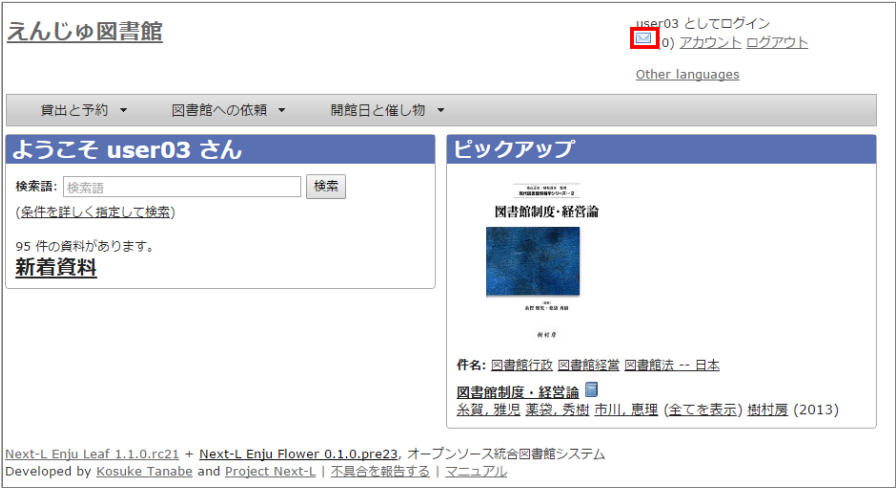 えんじゅ図書館
user03 としてログイン
0) アカウント ログアウト
Other languages
貸出と予約 ▼ 図書館への依頼 ▼ 開館日と催し物 ▼
ようこそ user03 さん
検索語: 検索語 検索
(条件を詳しく指定して検索)
95 件の資料があります。
新着資料
ピックアップ
図書館制度・経営論
樹村房
件名: 図書館行政 図書館経営 図書館法 -- 日本
図書館制度・経営論
糸賀, 雅児 薬袋, 秀樹 市川, 恵理 (全てを表示) 樹村房 (2013)
Next-L Enju Leaf 1.1.0.rc21 + Next-L Enju Flower 0.1.0.pre23, オープンソース統合図書館システム
Developed by Kosuke Tanabe and Project Next-L | 不具合を報告する | マニュアル